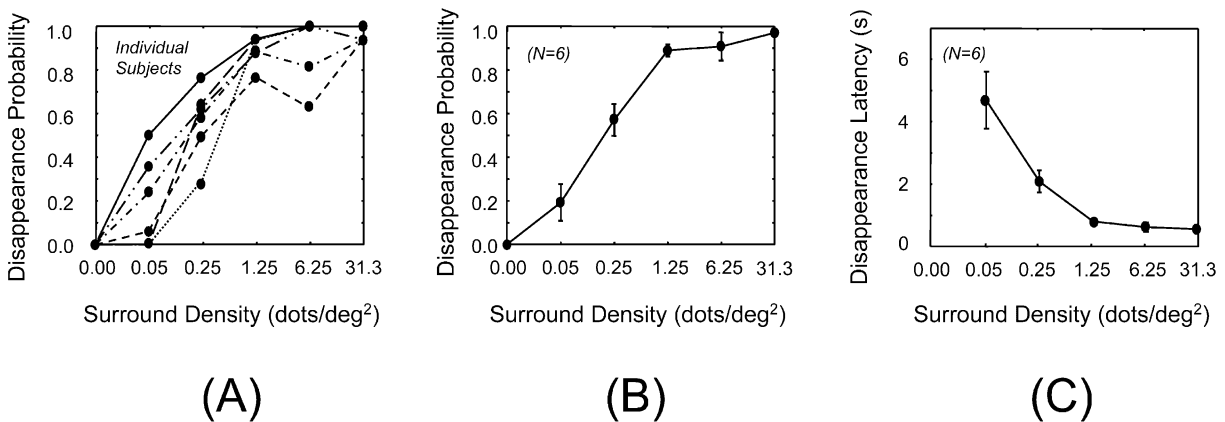 Disappearance Probability
1.0
0.8
0.6
0.4
0.2
0.0
Individual
Subjects
0.00 0.05 0.25 1.25 6.25 31.3
Surround Density (dots/deg²)
(A)
Disappearance Probability
1.0
0.8
0.6
0.4
0.2
0.0
(N=6)
0.00 0.05 0.25 1.25 6.25 31.3
Surround Density (dots/deg²)
(B)
Disappearance Latency (s)
6
4
2
0
(N=6)
0.00 0.05 0.25 1.25 6.25 31.3
Surround Density (dots/deg²)
(C)